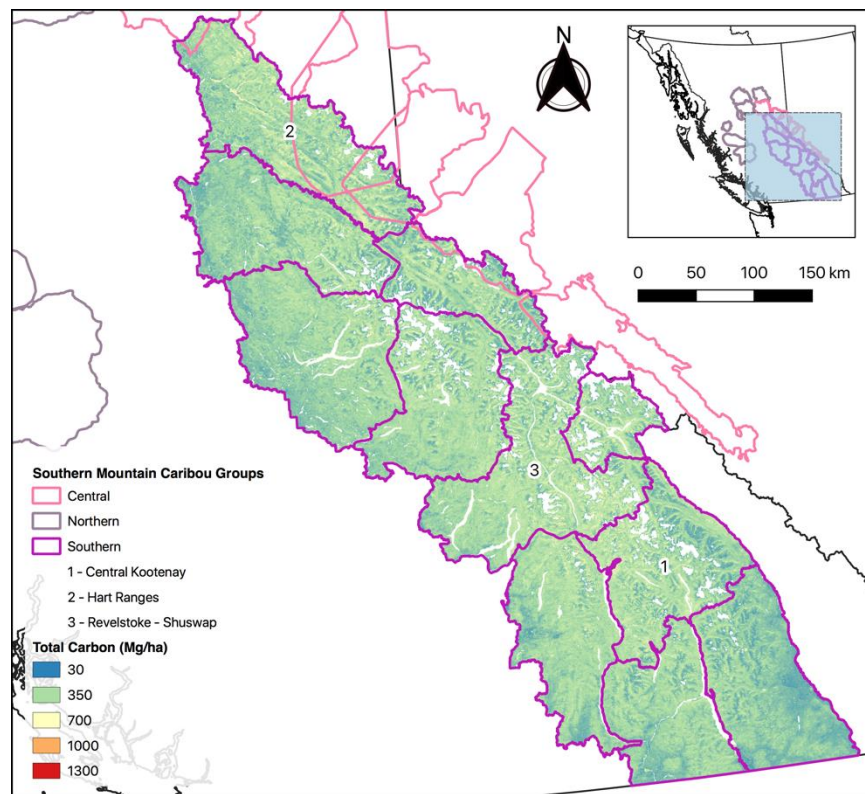 N
2
0 50 100 150 km
3
1
Southern Mountain Caribou Groups
Central
Northern
Southern
1 - Central Kootenay
2 - Hart Ranges
3 - Revelstoke - Shuswap
Total Carbon (Mg/ha)
30
350
700
1000
1300